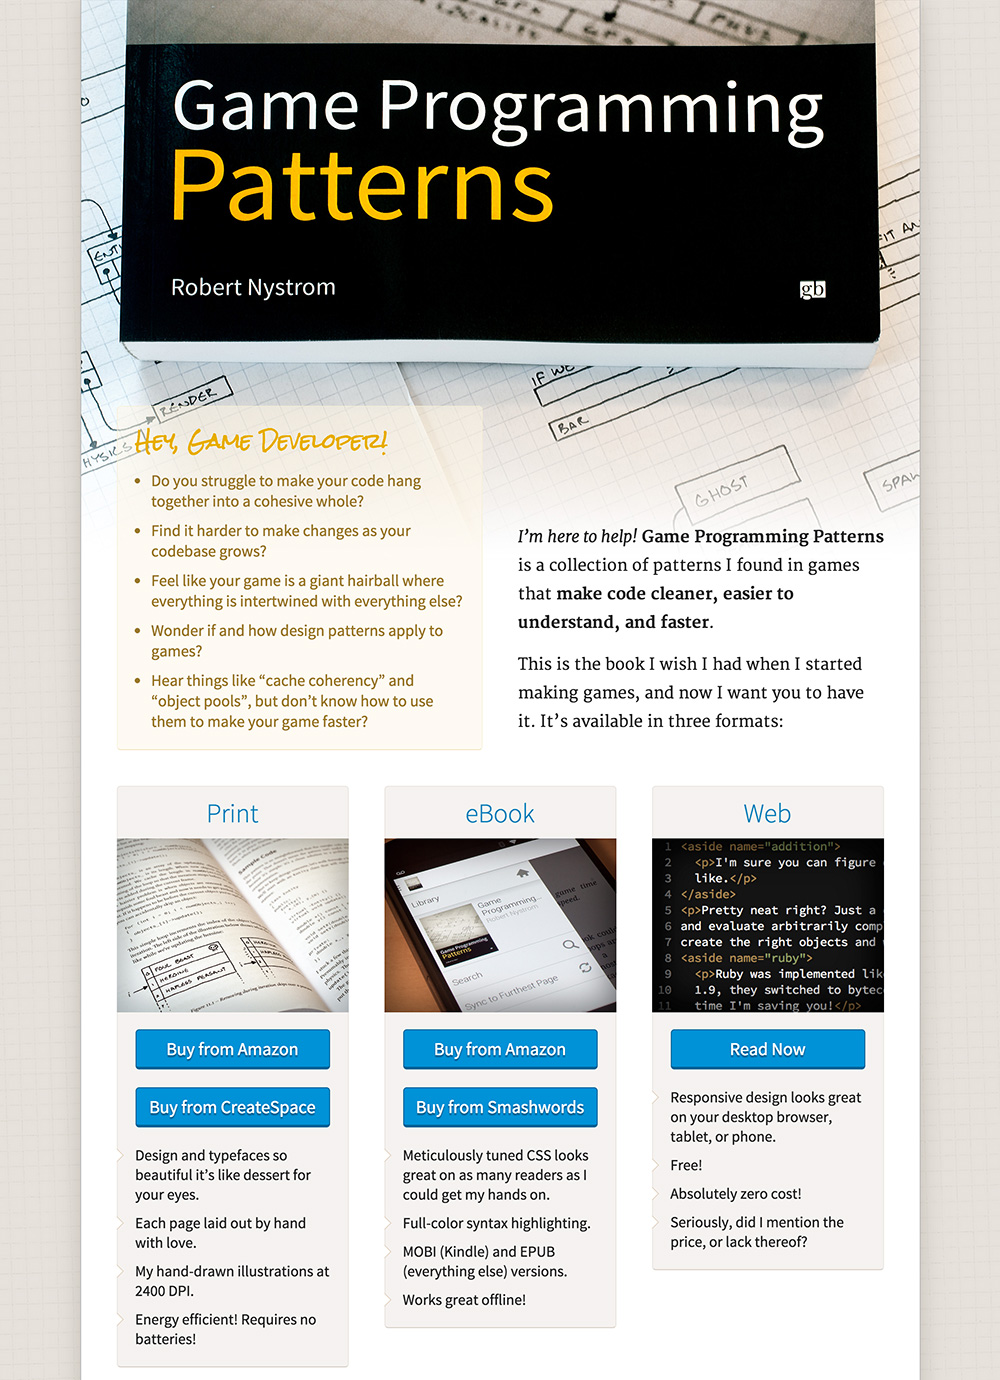 Game Programming
Patterns
Robert Nystrom
gb
RENDER
IF WE
BAR
GHOST
Hey, Game Developer!
Do you struggle to make your code hang
together into a cohesive whole?
Find it harder to make changes as your
codebase grows?
Feel like your game is a giant hairball where
everything is intertwined with everything else?
Wonder if and how design patterns apply to
games?
Hear things like “cache coherency” and
“object pools”, but don’t know how to use
them to make your game faster?
I’m here to help! Game Programming Patterns
is a collection of patterns I found in games
that make code cleaner, easier to
understand, and faster.
This is the book I wish I had when I started
making games, and now I want you to have
it. It’s available in three formats:
Print
Sample Code
FOUL BEAST
HEROINE
HAPLESS PEASANT
Buy from Amazon
Buy from CreateSpace
Design and typefaces so
beautiful it’s like dessert for
your eyes.
Each page laid out by hand
with love.
My hand-drawn illustrations at
2400 DPI.
Energy efficient! Requires no
batteries!
eBook
Library
Game
Programming...
Robert Nystrom
Search
Sync to Furthest Page
Buy from Amazon
Buy from Smashwords
Meticulously tuned CSS looks
great on as many readers as I
could get my hands on.
Full-color syntax highlighting.
MOBI (Kindle) and EPUB
(everything else) versions.
Works great offline!
Web
1 <aside name="addition">
2 <p>I'm sure you can figure
3 like.</p>
4 </aside>
5 <p>Pretty neat right? Just a
6 and evaluate arbitrarily comp
7 create the right objects and
8 <aside name="ruby">
9 <p>Ruby was implemented lik
10 1.9, they switched to bytec
11 time I'm saving you!</p>
Read Now
Responsive design looks great
on your desktop browser,
tablet, or phone.
Free!
Absolutely zero cost!
Seriously, did I mention the
price, or lack thereof?